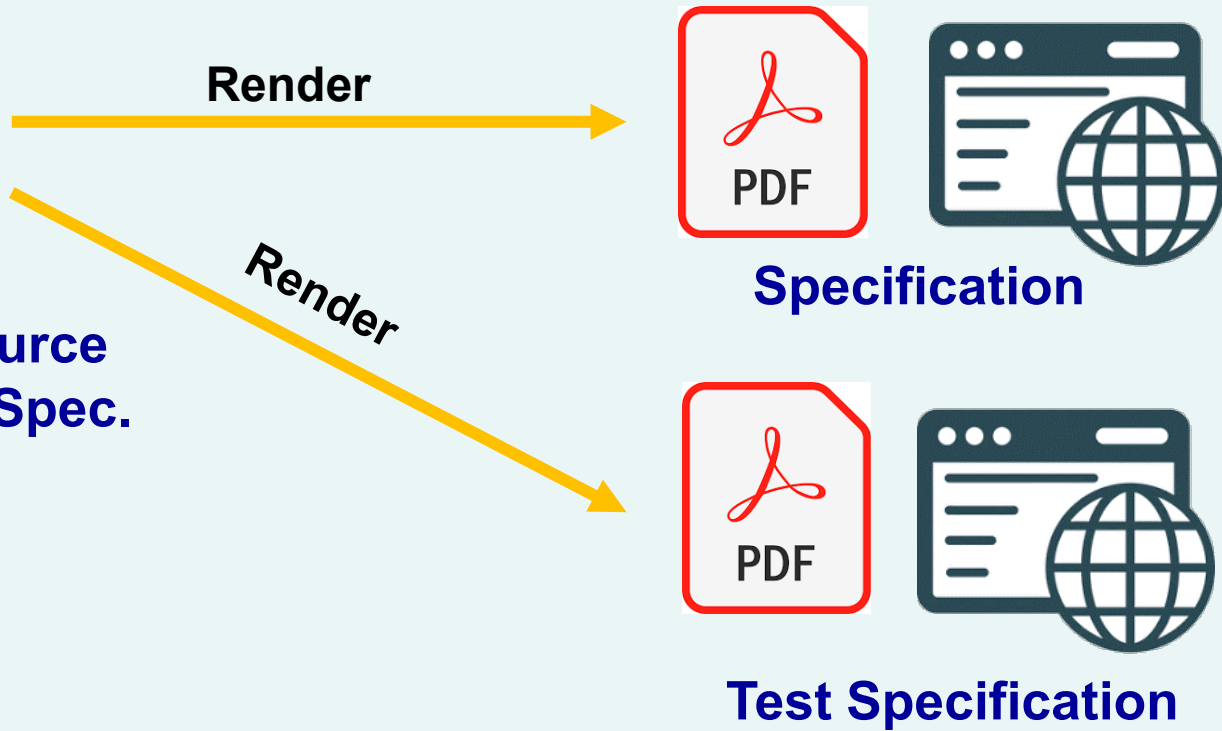 Render
PDF
Specification
Render
urce
Spec.
PDF
Test Specification